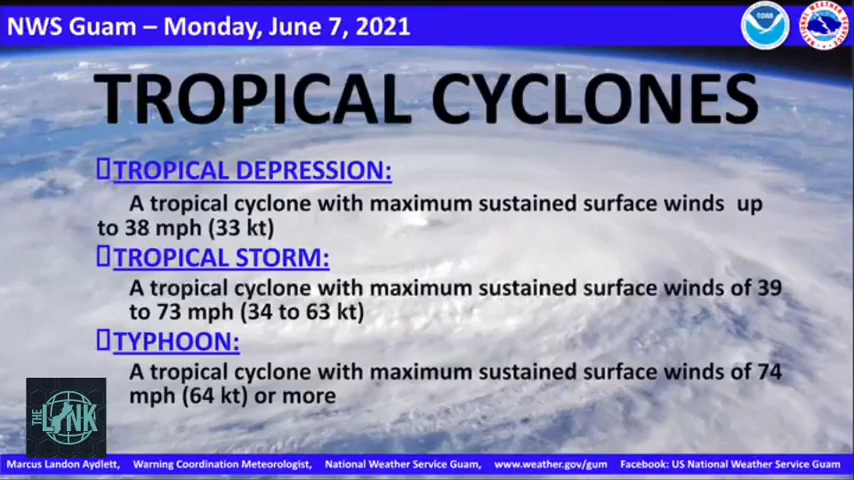 NWS Guam – Monday, June 7, 2021
NOAA
NATIONAL WEATHER SERVICE
TROPICAL CYCLONES
TROPICAL DEPRESSION:
A tropical cyclone with maximum sustained surface winds up
to 38 mph (33 kt)
TROPICAL STORM:
A tropical cyclone with maximum sustained surface winds of 39
to 73 mph (34 to 63 kt)
TYPHOON:
A tropical cyclone with maximum sustained surface winds of 74
mph (64 kt) or more
THE LINK
Marcus Landon Aydlett, Warning Coordination Meteorologist, National Weather Service Guam, www.weather.gov/gum Facebook: US National Weather Service Guam